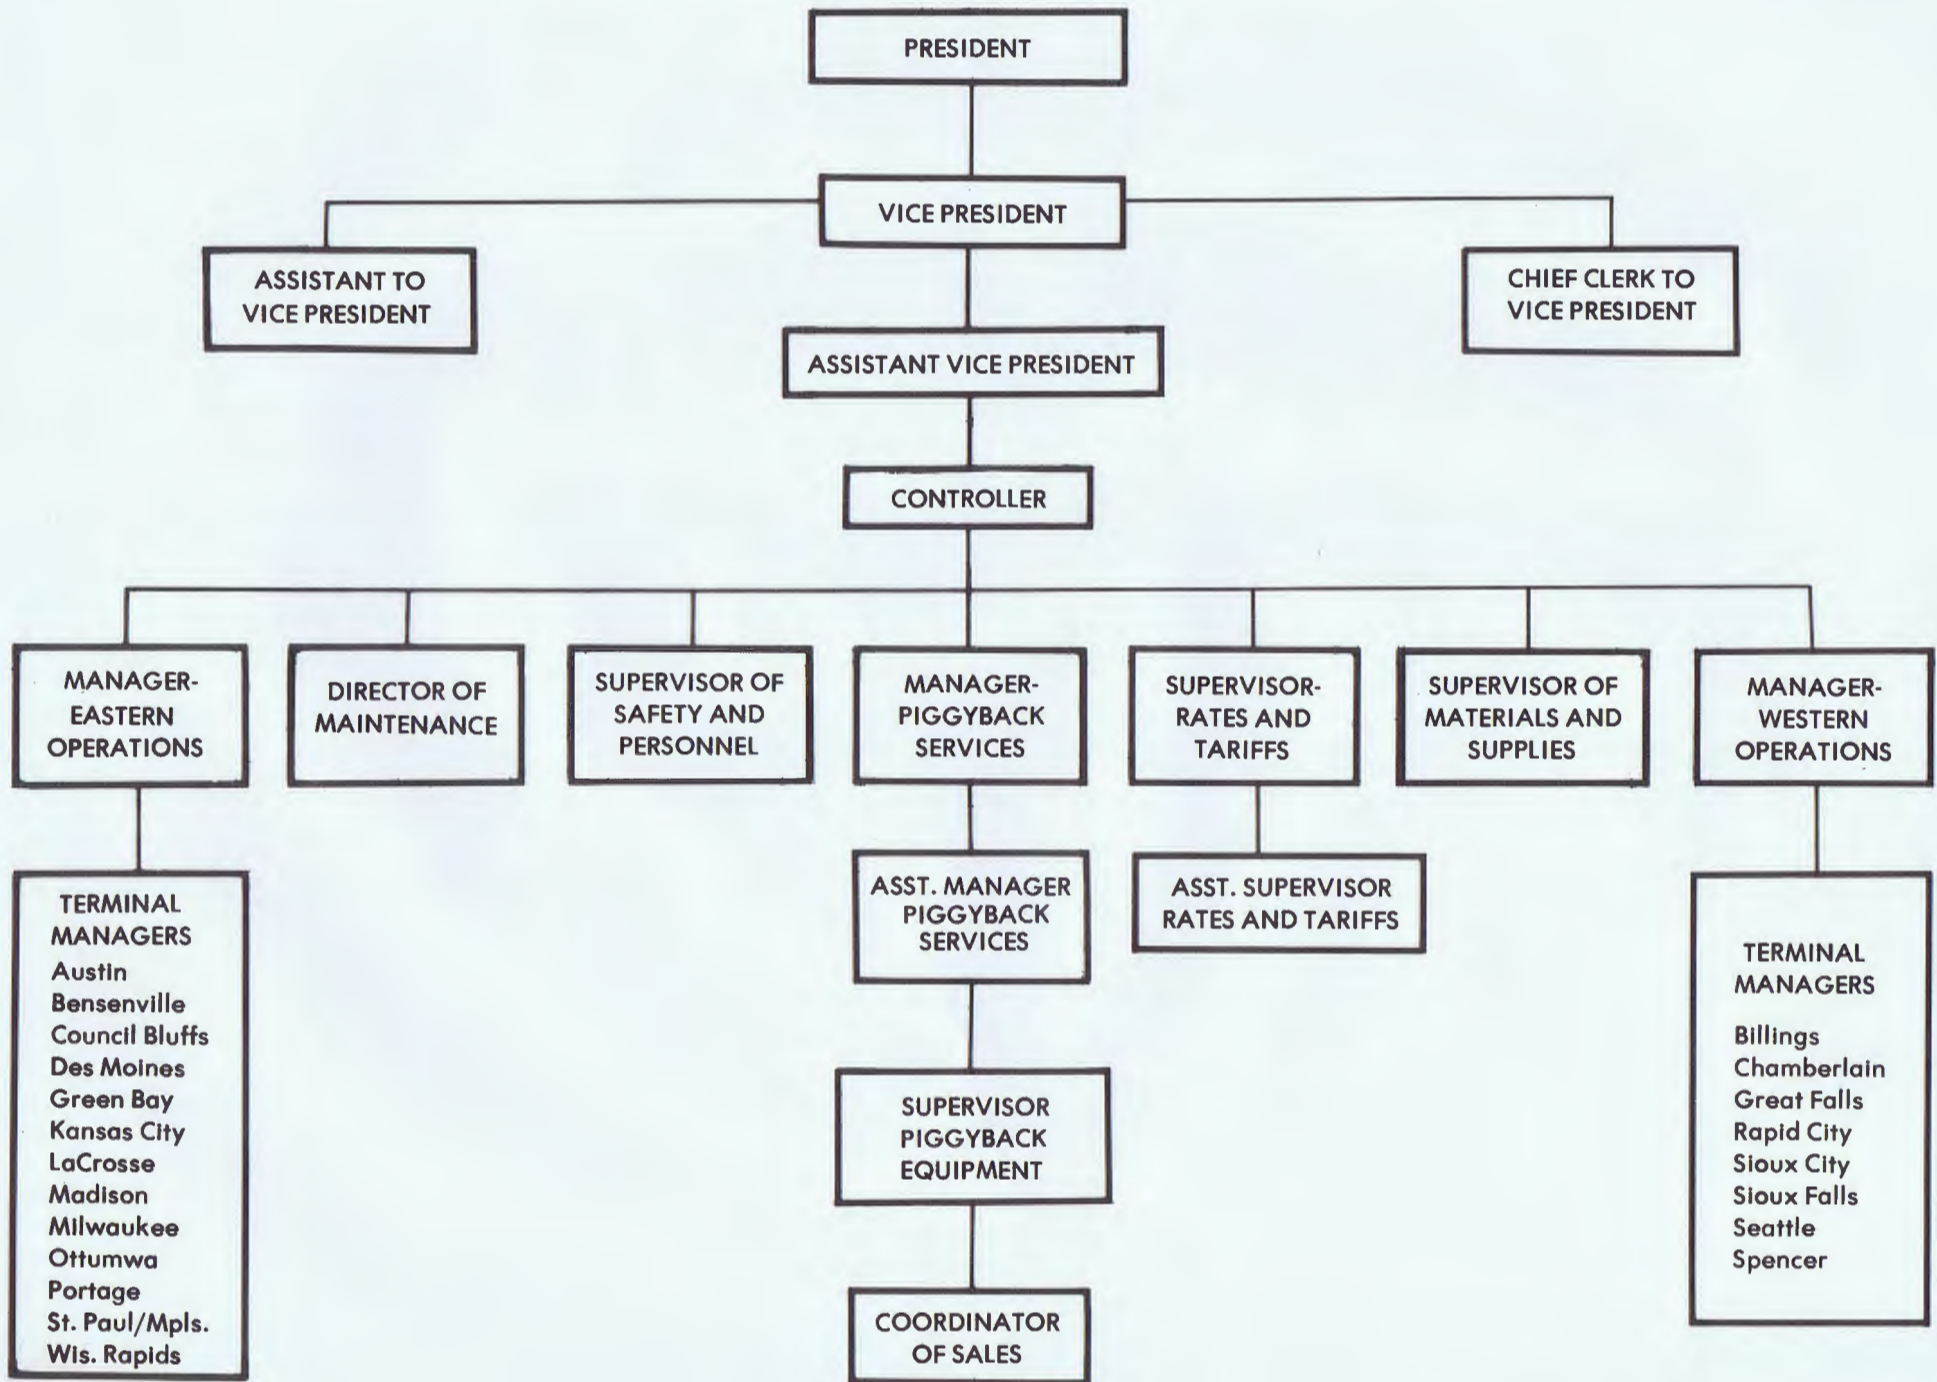 PRESIDENT
VICE PRESIDENT
ASSISTANT TO
VICE PRESIDENT
CHIEF CLERK TO
VICE PRESIDENT
ASSISTANT VICE PRESIDENT
CONTROLLER
MANAGER-
EASTERN
OPERATIONS
DIRECTOR OF
MAINTENANCE
SUPERVISOR OF
SAFETY AND
PERSONNEL
MANAGER-
PIGGYBACK
SERVICES
SUPERVISOR-
RATES AND
TARIFFS
SUPERVISOR OF
MATERIALS AND
SUPPLIES
MANAGER-
WESTERN
OPERATIONS
TERMINAL
MANAGERS
Austin
Bensenville
Council Bluffs
Des Moines
Green Bay
Kansas City
LaCrosse
Madison
Milwaukee
Ottumwa
Portage
St. Paul/Mpls.
Wis. Rapids
ASST. MANAGER
PIGGYBACK
SERVICES
ASST. SUPERVISOR
RATES AND TARIFFS
SUPERVISOR
PIGGYBACK
EQUIPMENT
COORDINATOR
OF SALES
TERMINAL
MANAGERS
Billings
Chamberlain
Great Falls
Rapid City
Sioux City
Sioux Falls
Seattle
Spencer